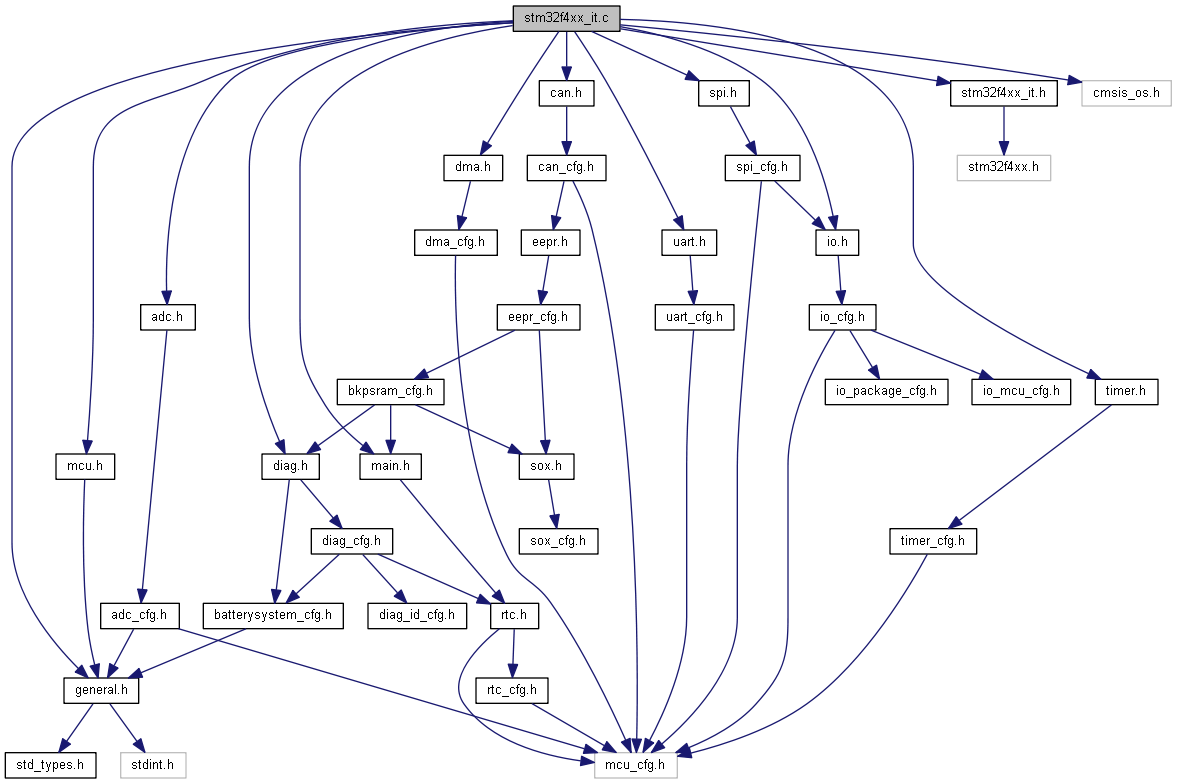 stm32f4xx_it.c
can.h
spi.h
stm32f4xx_it.h
cmsis_os.h
dma.h
can_cfg.h
spi_cfg.h
stm32f4xx.h
dma_cfg.h
eepr.h
uart.h
io.h
adc.h
eepr_cfg.h
uart_cfg.h
io_cfg.h
bkpsram_cfg.h
io_package_cfg.h
io_mcu_cfg.h
timer.h
mcu.h
diag.h
main.h
sox.h
diag_cfg.h
sox_cfg.h
timer_cfg.h
adc_cfg.h
batterysystem_cfg.h
diag_id_cfg.h
rtc.h
general.h
rtc_cfg.h
std_types.h
stdint.h
mcu_cfg.h